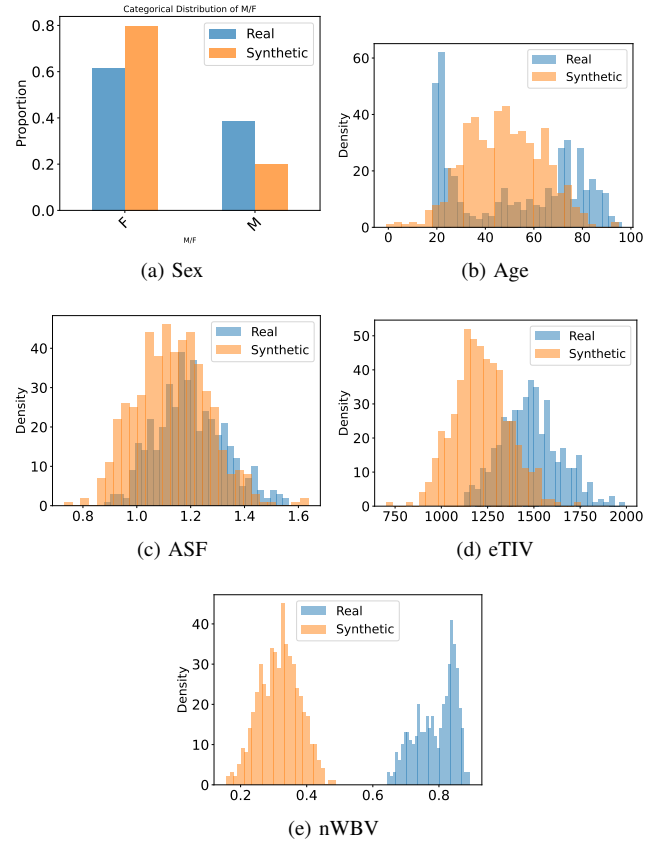 Categorical Distribution of M/F
Proportion
0.8
0.6
0.4
0.2
0.0
Real
Synthetic
F
M
M/F
(a) Sex
Density
60
40
20
0
Real
Synthetic
0 20 40 60 80 100
(b) Age
Density
40
30
20
10
0
Real
Synthetic
0.8 1.0 1.2 1.4 1.6
(c) ASF
Density
50
40
30
20
10
0
Real
Synthetic
750 1000 1250 1500 1750 2000
(d) eTIV
Density
40
30
20
10
0
Real
Synthetic
0.2 0.4 0.6 0.8
(e) nWBV